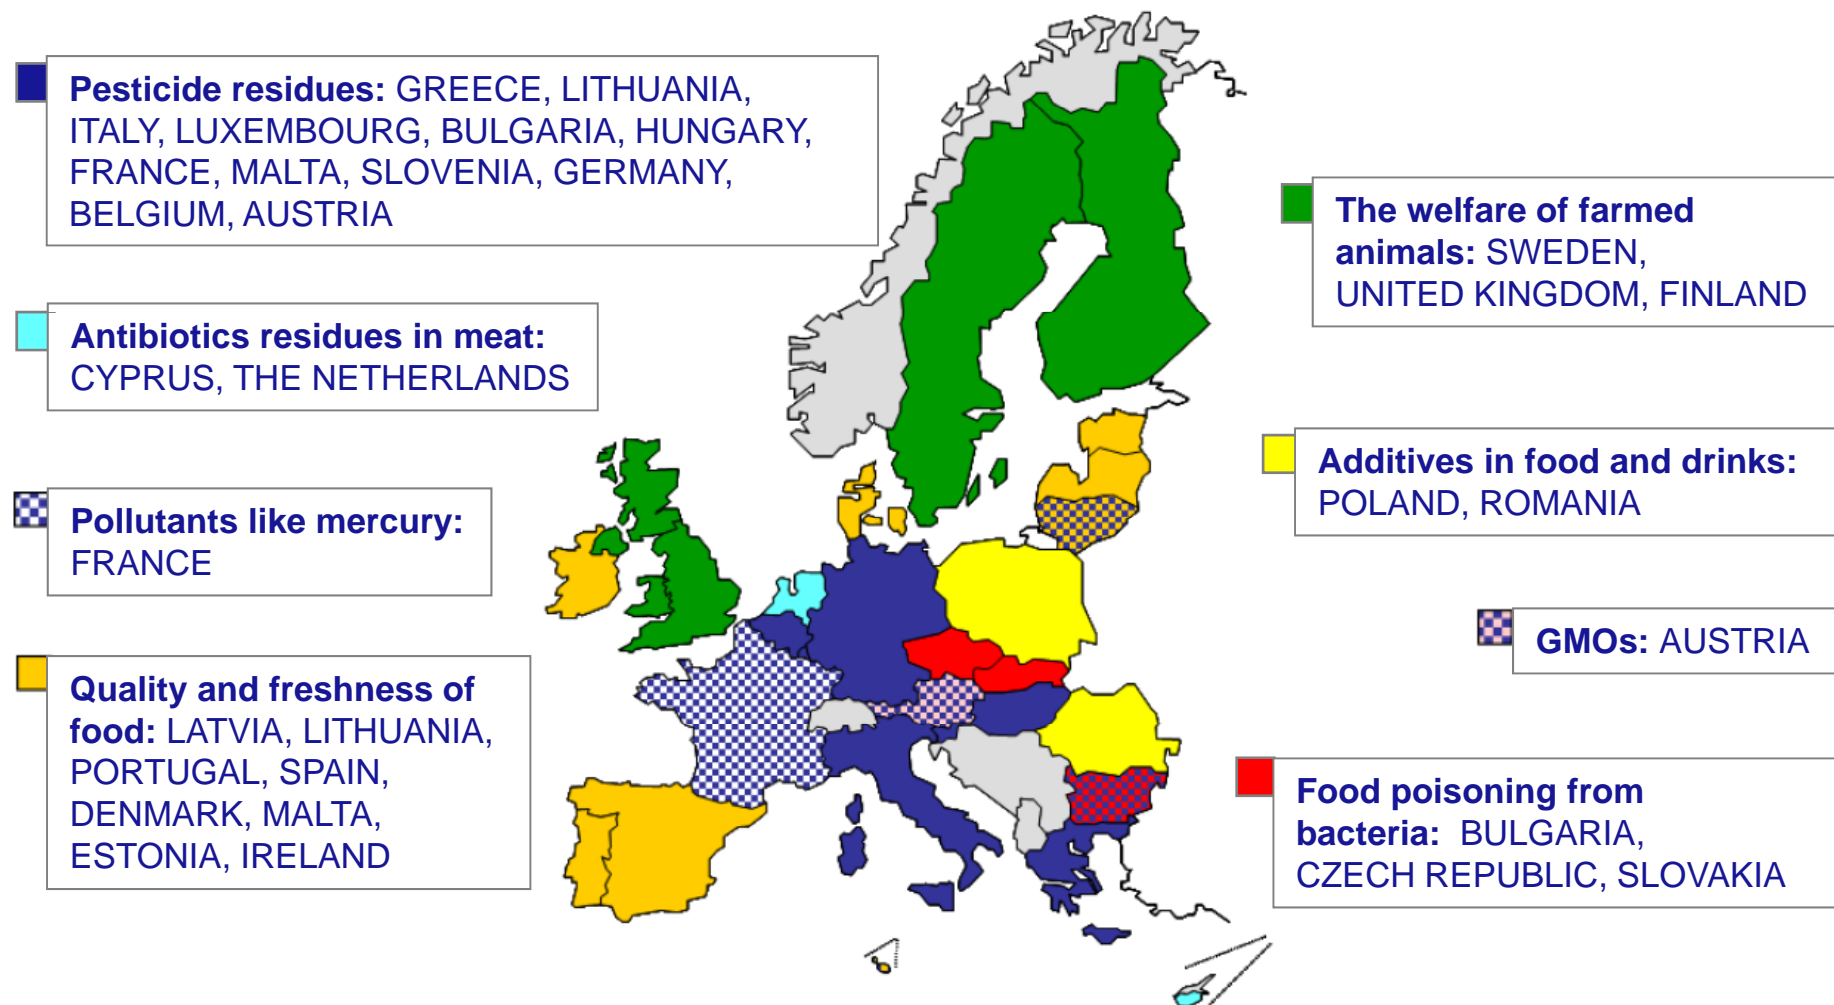 Pesticide residues: GREECE, LITHUANIA,
ITALY, LUXEMBOURG, BULGARIA, HUNGARY,
FRANCE, MALTA, SLOVENIA, GERMANY,
BELGIUM, AUSTRIA
Antibiotics residues in meat:
CYPRUS, THE NETHERLANDS
Pollutants like mercury:
FRANCE
Quality and freshness of
food: LATVIA, LITHUANIA,
PORTUGAL, SPAIN,
DENMARK, MALTA,
ESTONIA, IRELAND
The welfare of farmed
animals: SWEDEN,
UNITED KINGDOM, FINLAND
Additives in food and drinks:
POLAND, ROMANIA
GMOs: AUSTRIA
Food poisoning from
bacteria: BULGARIA,
CZECH REPUBLIC, SLOVAKIA